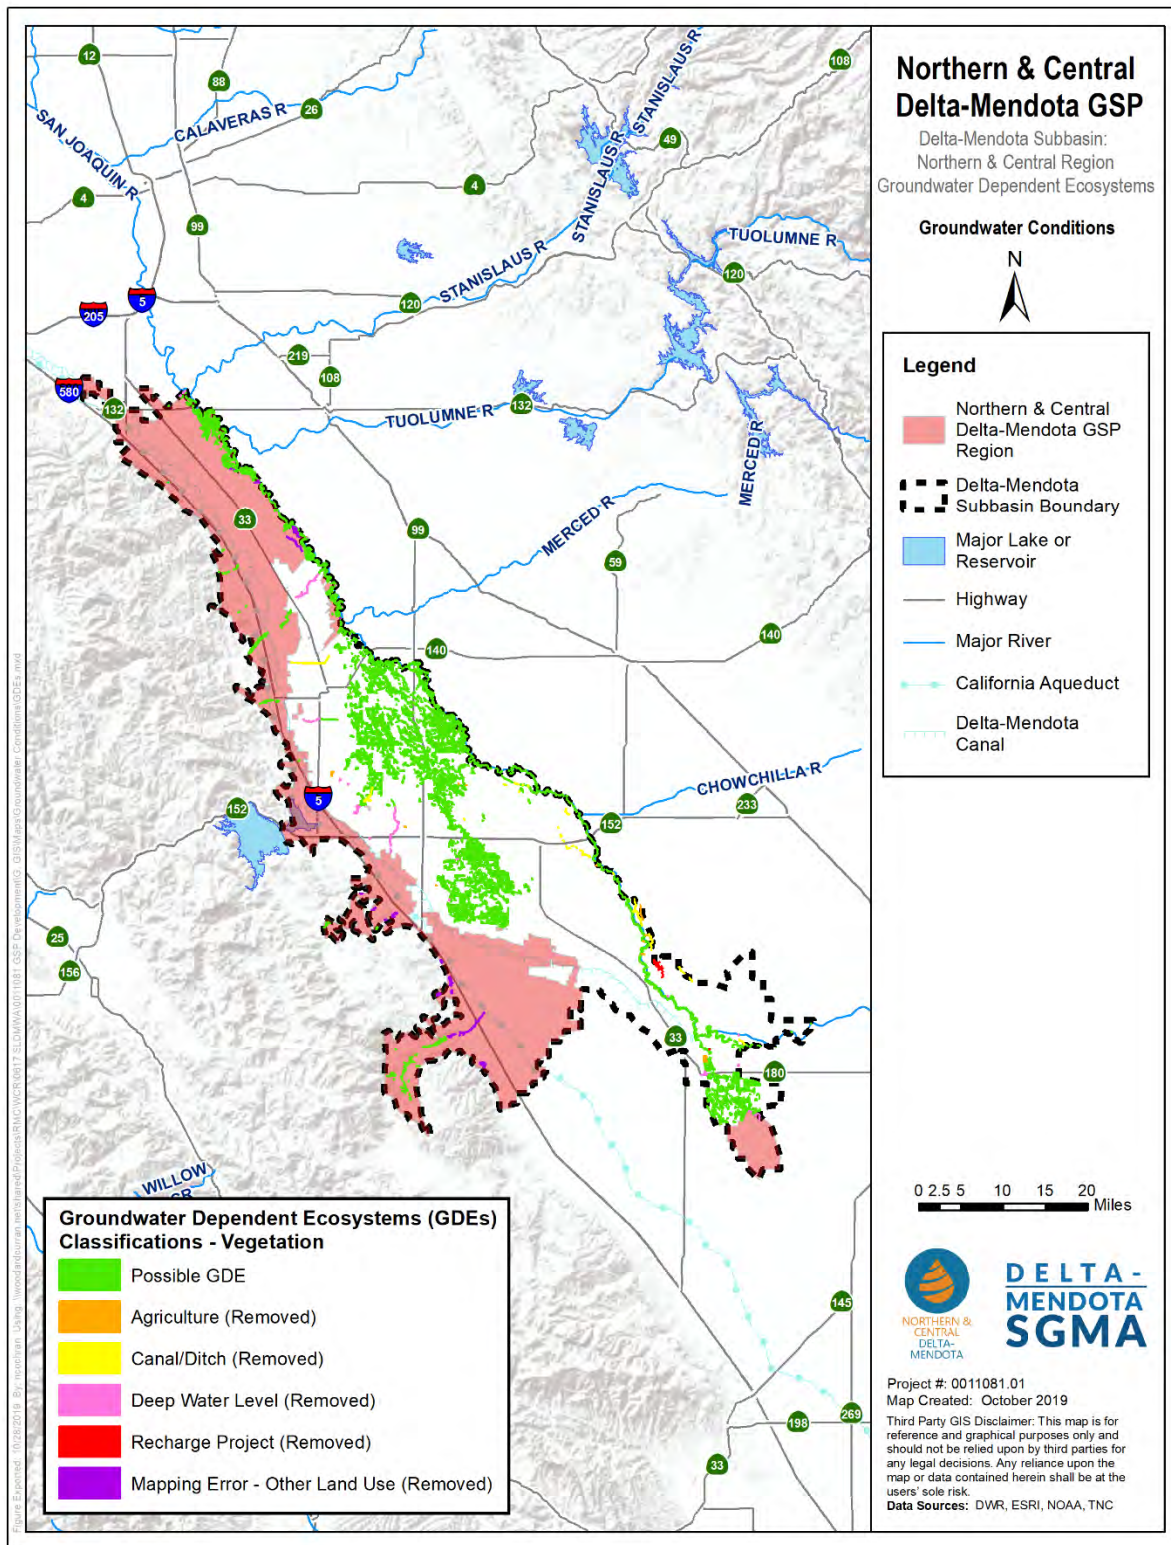 Northern & Central
Delta-Mendota GSP
Delta-Mendota Subbasin:
Northern & Central Region
Groundwater Dependent Ecosystems
Groundwater Conditions
N
Legend
Northern & Central
Delta-Mendota GSP
Region
Delta-Mendota
Subbasin Boundary
Major Lake or
Reservoir
Highway
Major River
California Aqueduct
Delta-Mendota
Canal
0 2.5 5 10 15 20
Miles
NORTHERN &
CENTRAL
DELTA-
MENDOTA
DELTA-
MENDOTA
SGMA
Project #: 0011081.01
Map Created: October 2019
Third Party GIS Disclaimer: This map is for
reference and graphical purposes only and
should not be relied upon by third parties for
any legal decisions. Any reliance upon the
map or data contained herein shall be at the
users' sole risk.
Data Sources: DWR, ESRI, NOAA, TNC
12
88
26
108
49
SAN JOAQUIN R
CALAVERAS R
STANISLAUS R
STANISLAUS R
4
4
99
STANISLAUS R
TUOLUMNE R
120
120
5
205
219
108
580
132
132
TUOLUMNE R
MERCED R
MERCED R
33
99
59
140
140
CHOWCHILLA R
233
152
152
5
25
156
33
180
WILLOW
CR
145
198
269
33
Groundwater Dependent Ecosystems (GDEs)
Classifications - Vegetation
Possible GDE
Agriculture (Removed)
Canal/Ditch (Removed)
Deep Water Level (Removed)
Recharge Project (Removed)
Mapping Error - Other Land Use (Removed)